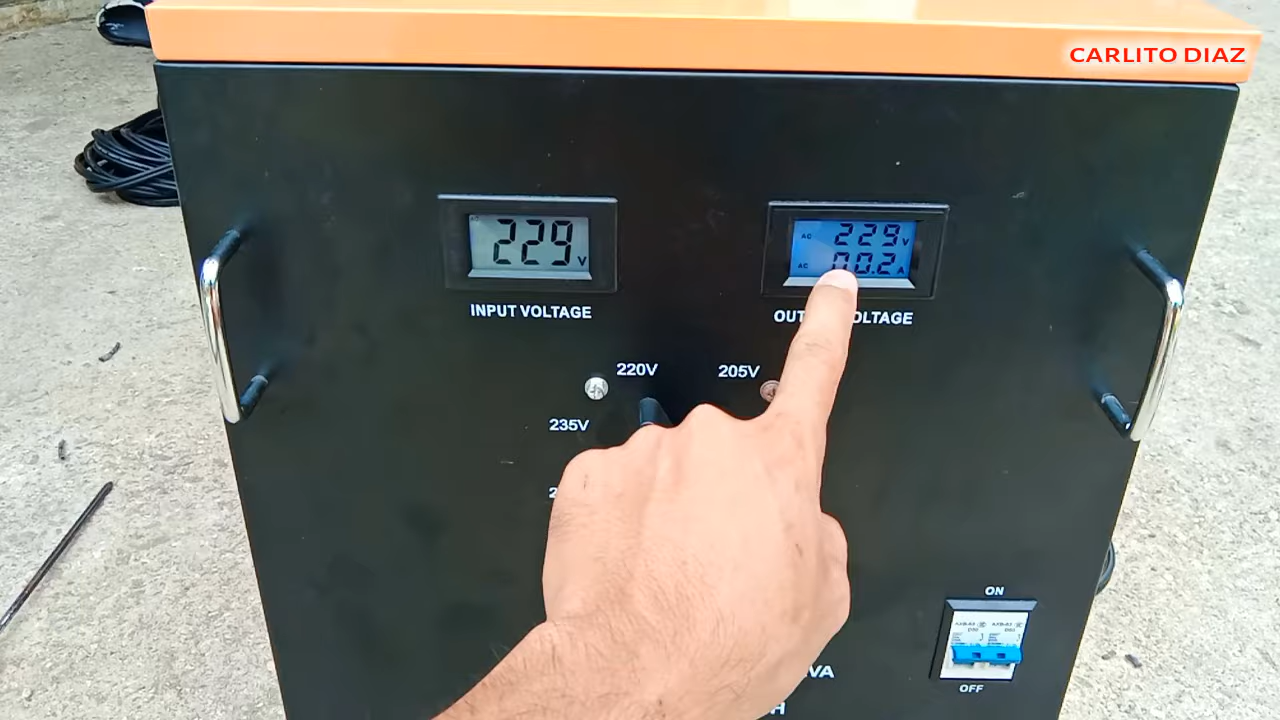 CARLITO DIAZ
229 V
AC 229 V
AC 00.2 A
INPUT VOLTAGE
220V
205V
235V
ON
OFF